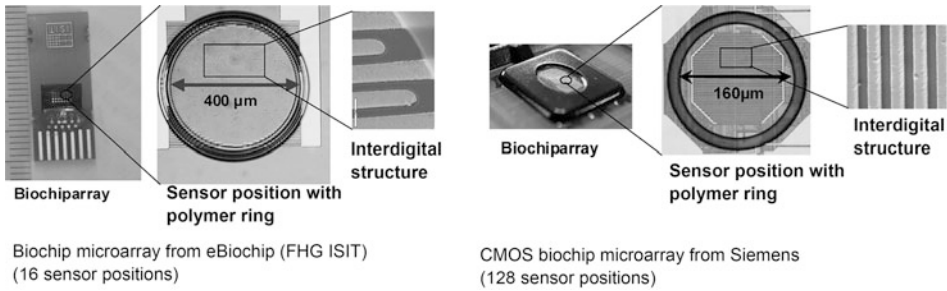 400 µm
Interdigital
structure
Biochiparray
Sensor position with
polymer ring
Biochip microarray from eBiochip (FHG ISIT)
(16 sensor positions)
160µm
Biochiparray
Interdigital
structure
Sensor position with
polymer ring
CMOS biochip microarray from Siemens
(128 sensor positions)